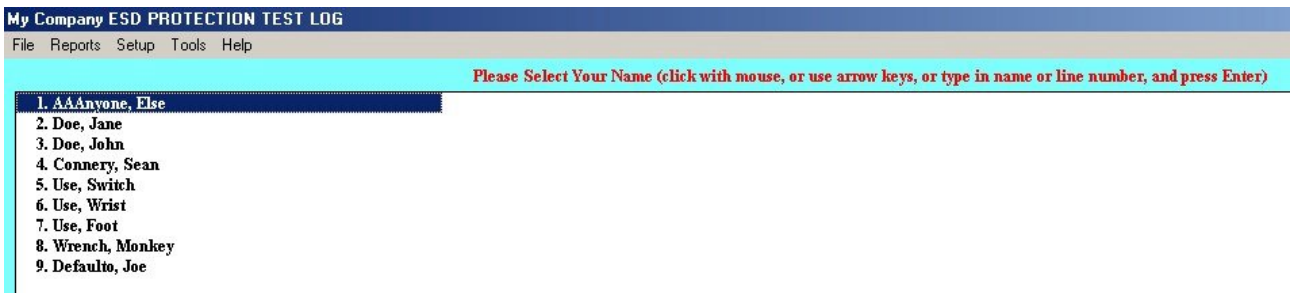 My Company ESD PROTECTION TEST LOG
File Reports Setup Tools Help
Please Select Your Name (click with mouse, or use arrow keys, or type in name or line number, and press Enter)
1. AAAnyone, Else
2. Doe, Jane
3. Doe, John
4. Connery, Sean
5. Use, Switch
6. Use, Wrist
7. Use, Foot
8. Wrench, Monkey
9. Defaulto, Joe